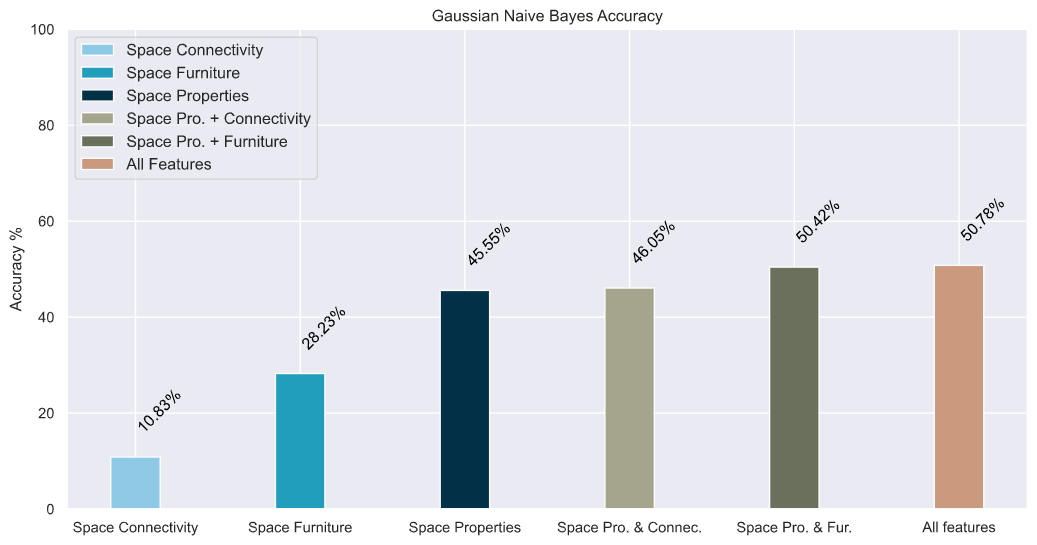 Gaussian Naive Bayes Accuracy
100
80
60
40
20
0
Accuracy %
Space Connectivity
Space Furniture
Space Properties
Space Pro. + Connectivity
Space Pro. + Furniture
All Features
10.83%
28.23%
45.55%
46.05%
50.42%
50.78%
Space Connectivity
Space Furniture
Space Properties
Space Pro. & Connec.
Space Pro. & Fur.
All features